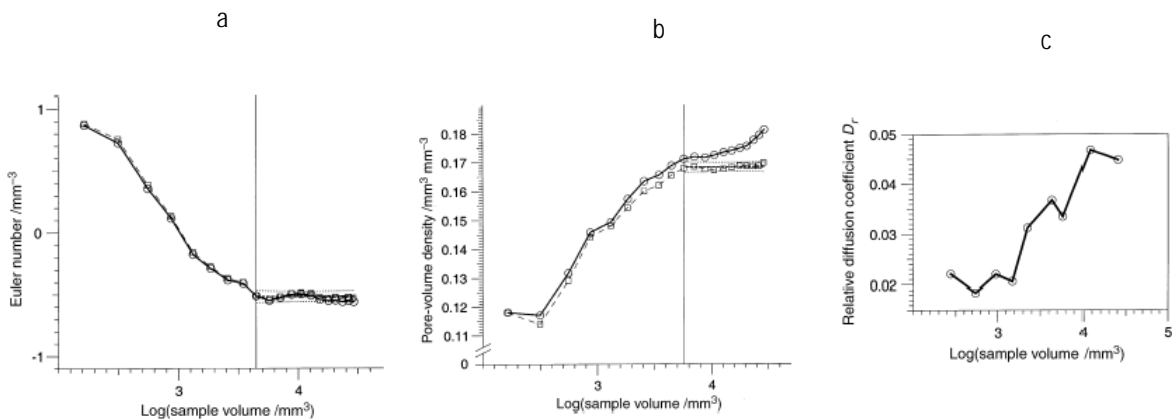 a
1
0
-1
3
4
Euler number /mm⁻³
Log(sample volume /mm³)
b
0.18
0.17
0.16
0.15
0.14
0.13
0.12
0.11
0
3
4
Pore-volume density /mm³ mm⁻³
Log(sample volume /mm³)
c
0.05
0.04
0.03
0.02
3
4
5
Relative diffusion coefficient Dᵣ
Log(sample volume /mm³)